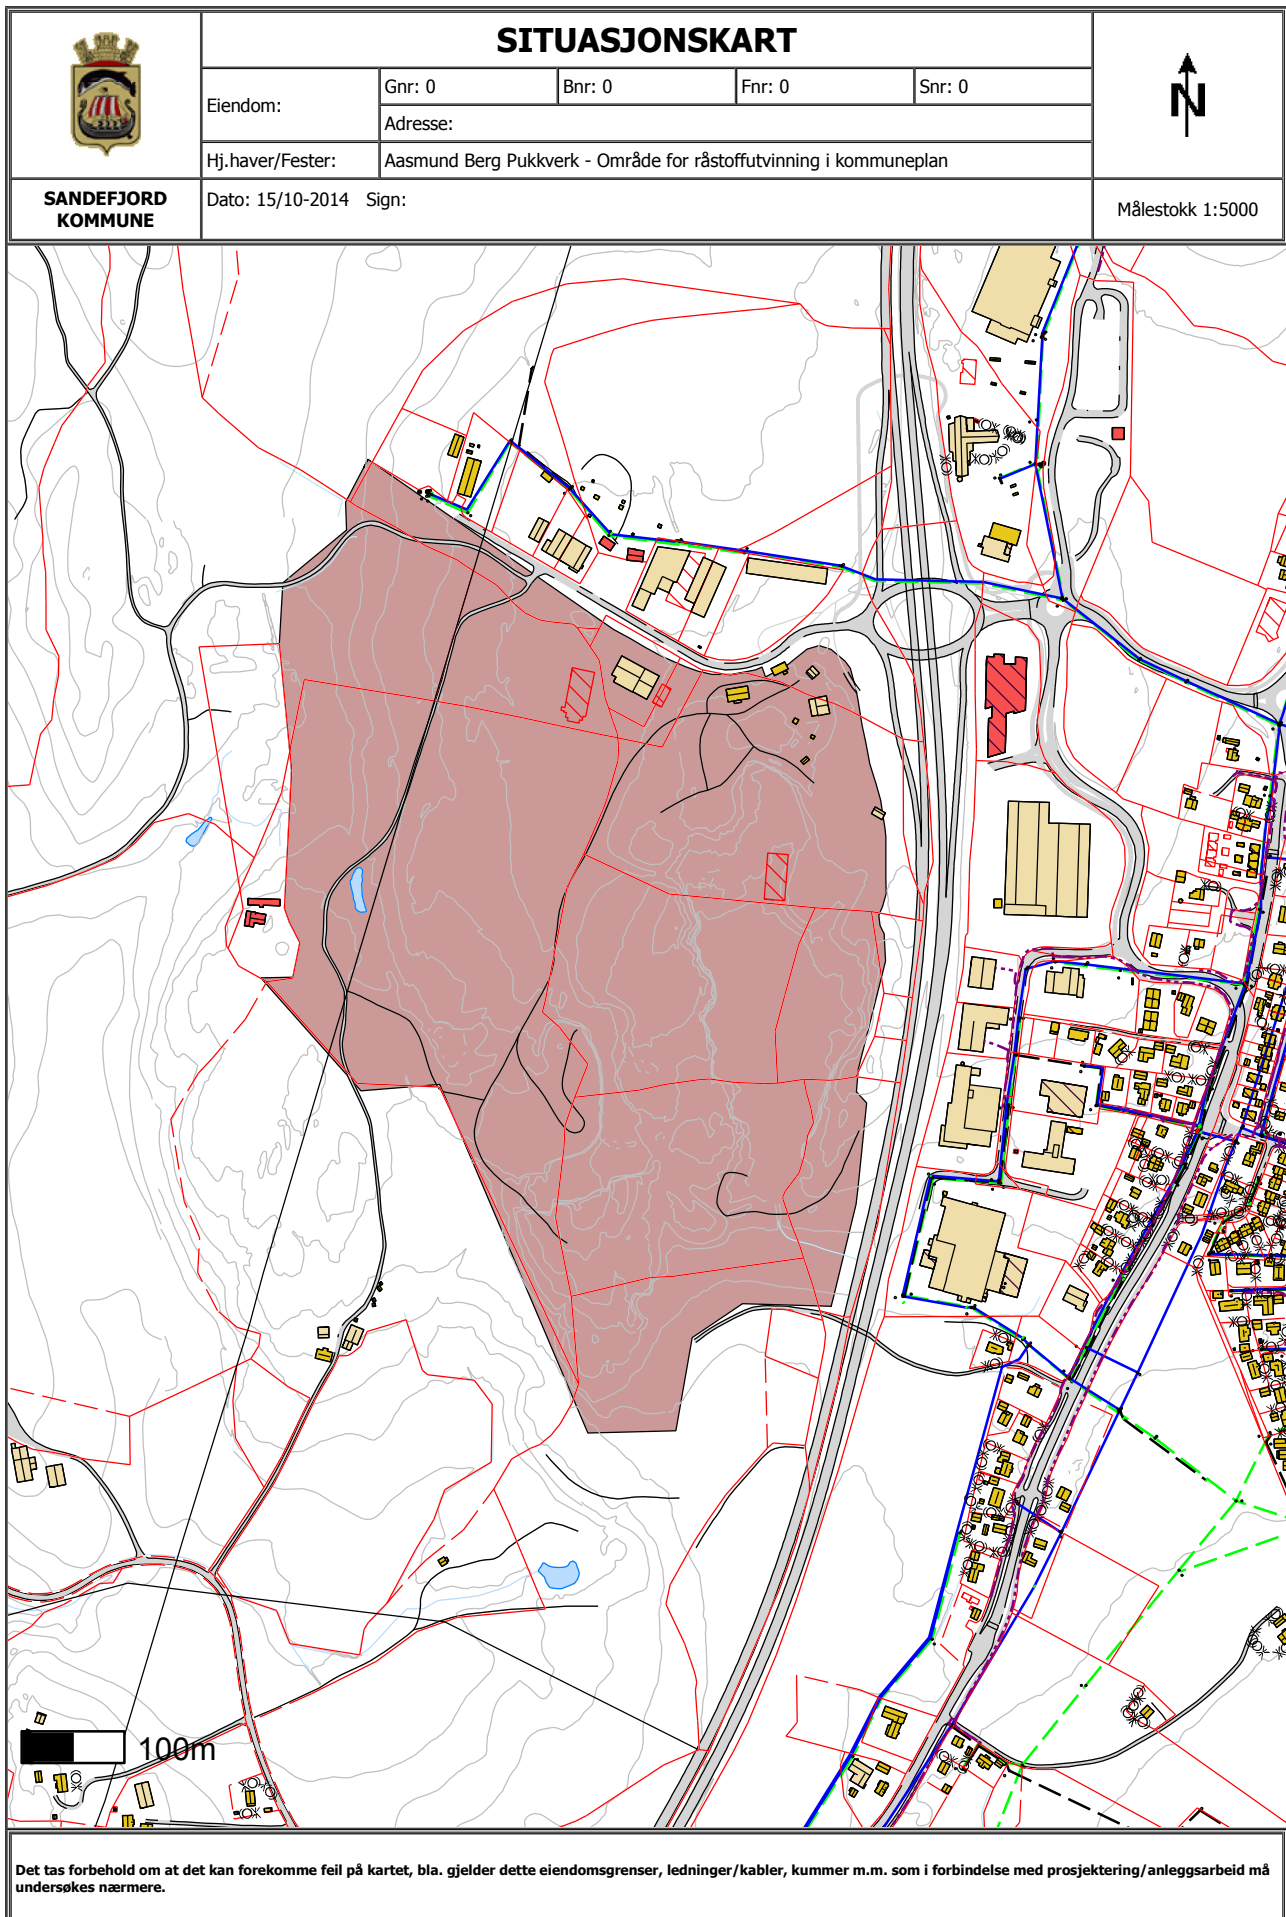 SITUASJONSKART
Eiendom:
Gnr: 0
Bnr: 0
Fnr: 0
Snr: 0
Adresse:
Hj.haver/Fester:
Aasmund Berg Pukkverk - Område for råstoffutvinning i kommuneplan
N
SANDEFJORD
KOMMUNE
Dato: 15/10-2014 Sign:
Målestokk 1:5000
100m
Det tas forbehold om at det kan forekomme feil på kartet, bla. gjelder dette eiendomsgrenser, ledninger/kabler, kummer m.m. som i forbindelse med prosjektering/anleggsarbeid må
undersøkes nærmere.